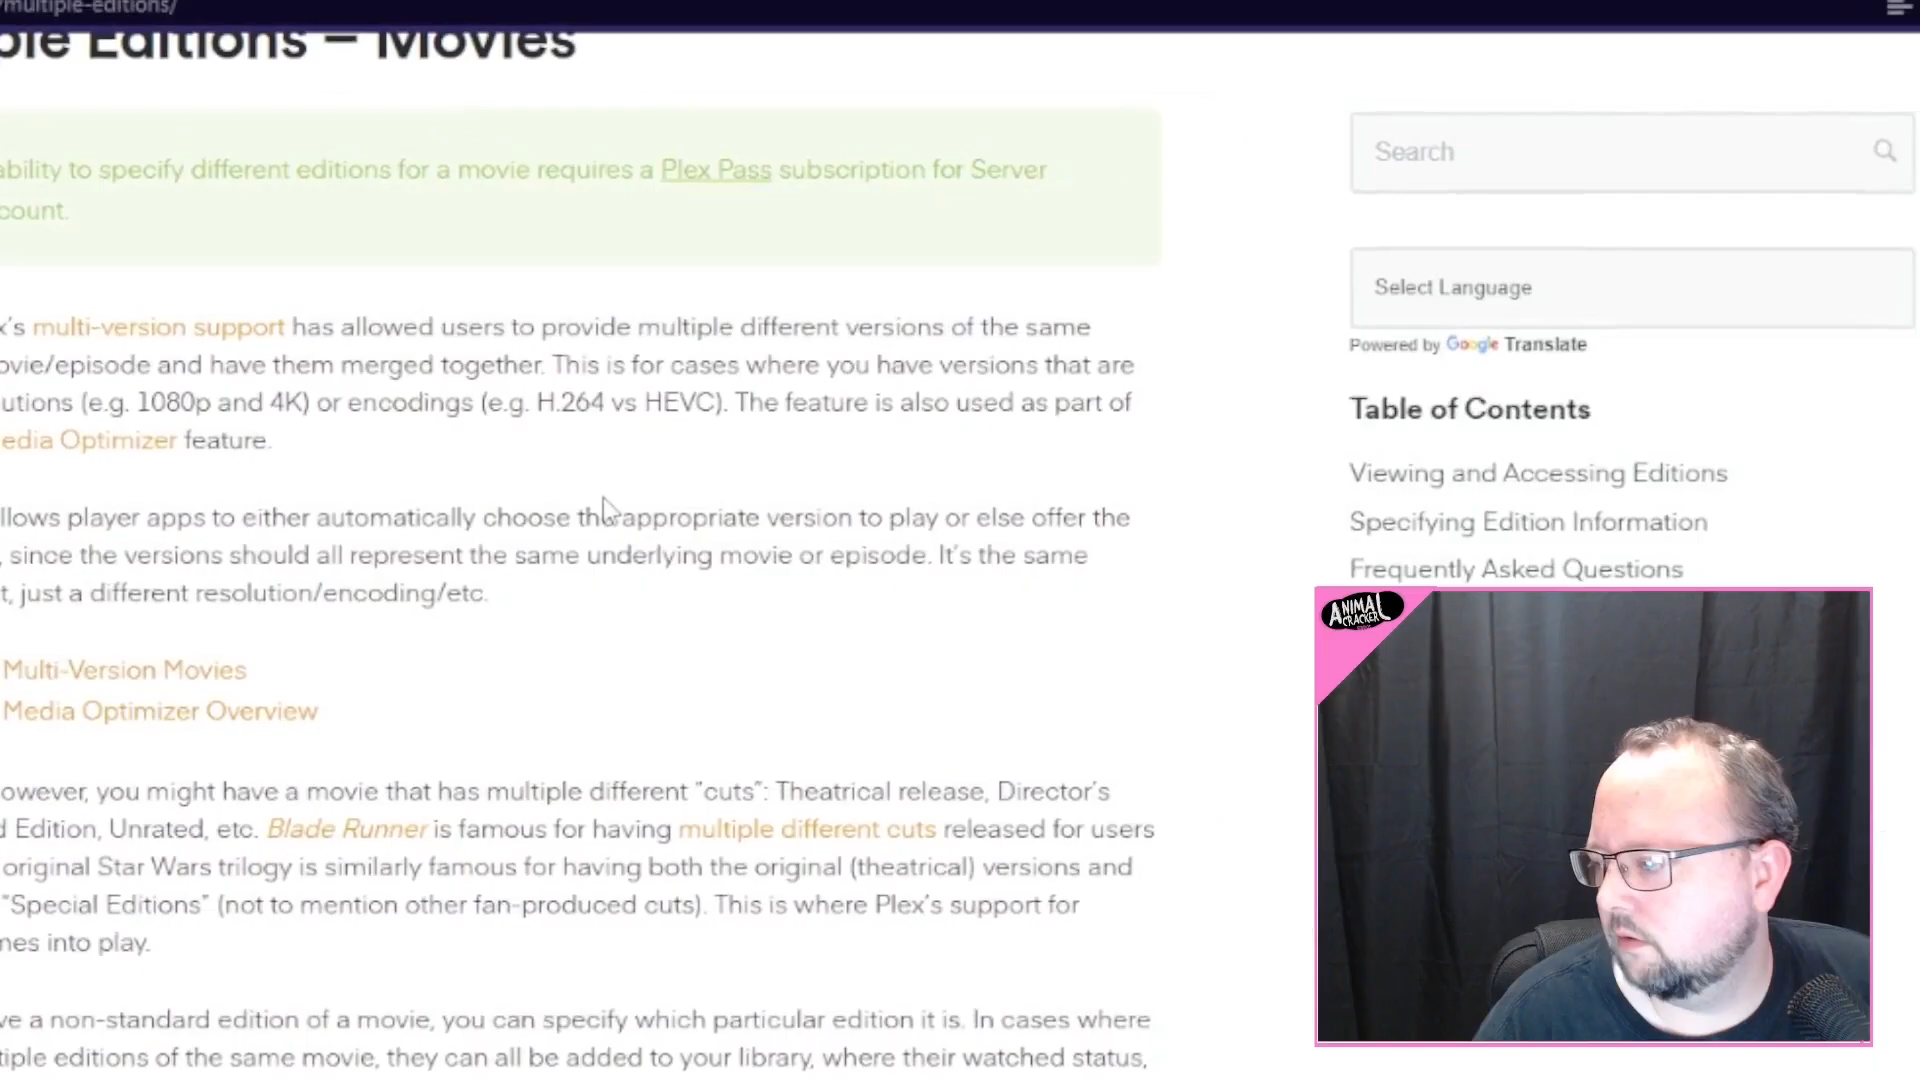 /multiple-editions/
ple Editions – Movies
ability to specify different editions for a movie requires a Plex Pass subscription for Server
count.
x's multi-version support has allowed users to provide multiple different versions of the same
ovie/episode and have them merged together. This is for cases where you have versions that are
utions (e.g. 1080p and 4K) or encodings (e.g. H.264 vs HEVC). The feature is also used as part of
edia Optimizer feature.
llows player apps to either automatically choose the appropriate version to play or else offer the
, since the versions should all represent the same underlying movie or episode. It's the same
t, just a different resolution/encoding/etc.
Multi-Version Movies
Media Optimizer Overview
owever, you might have a movie that has multiple different "cuts": Theatrical release, Director's
d Edition, Unrated, etc. Blade Runner is famous for having multiple different cuts released for users
original Star Wars trilogy is similarly famous for having both the original (theatrical) versions and
"Special Editions" (not to mention other fan-produced cuts). This is where Plex's support for
mes into play.
ve a non-standard edition of a movie, you can specify which particular edition it is. In cases where
tiple editions of the same movie, they can all be added to your library, where their watched status,
Search
Select Language
Powered by Google Translate
Table of Contents
Viewing and Accessing Editions
Specifying Edition Information
Frequently Asked Questions
ANIMAL
CRACKER